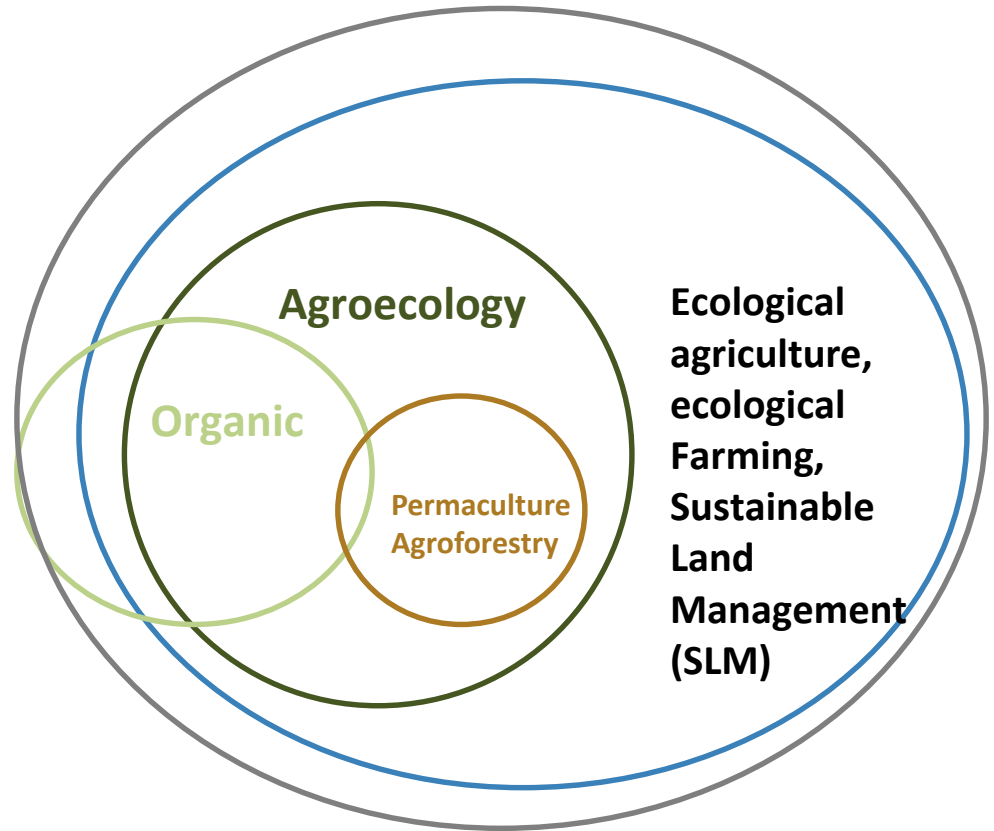 Agroecology
Organic
Permaculture
Agroforestry
Ecological
agriculture,
ecological
Farming,
Sustainable
Land
Management
(SLM)